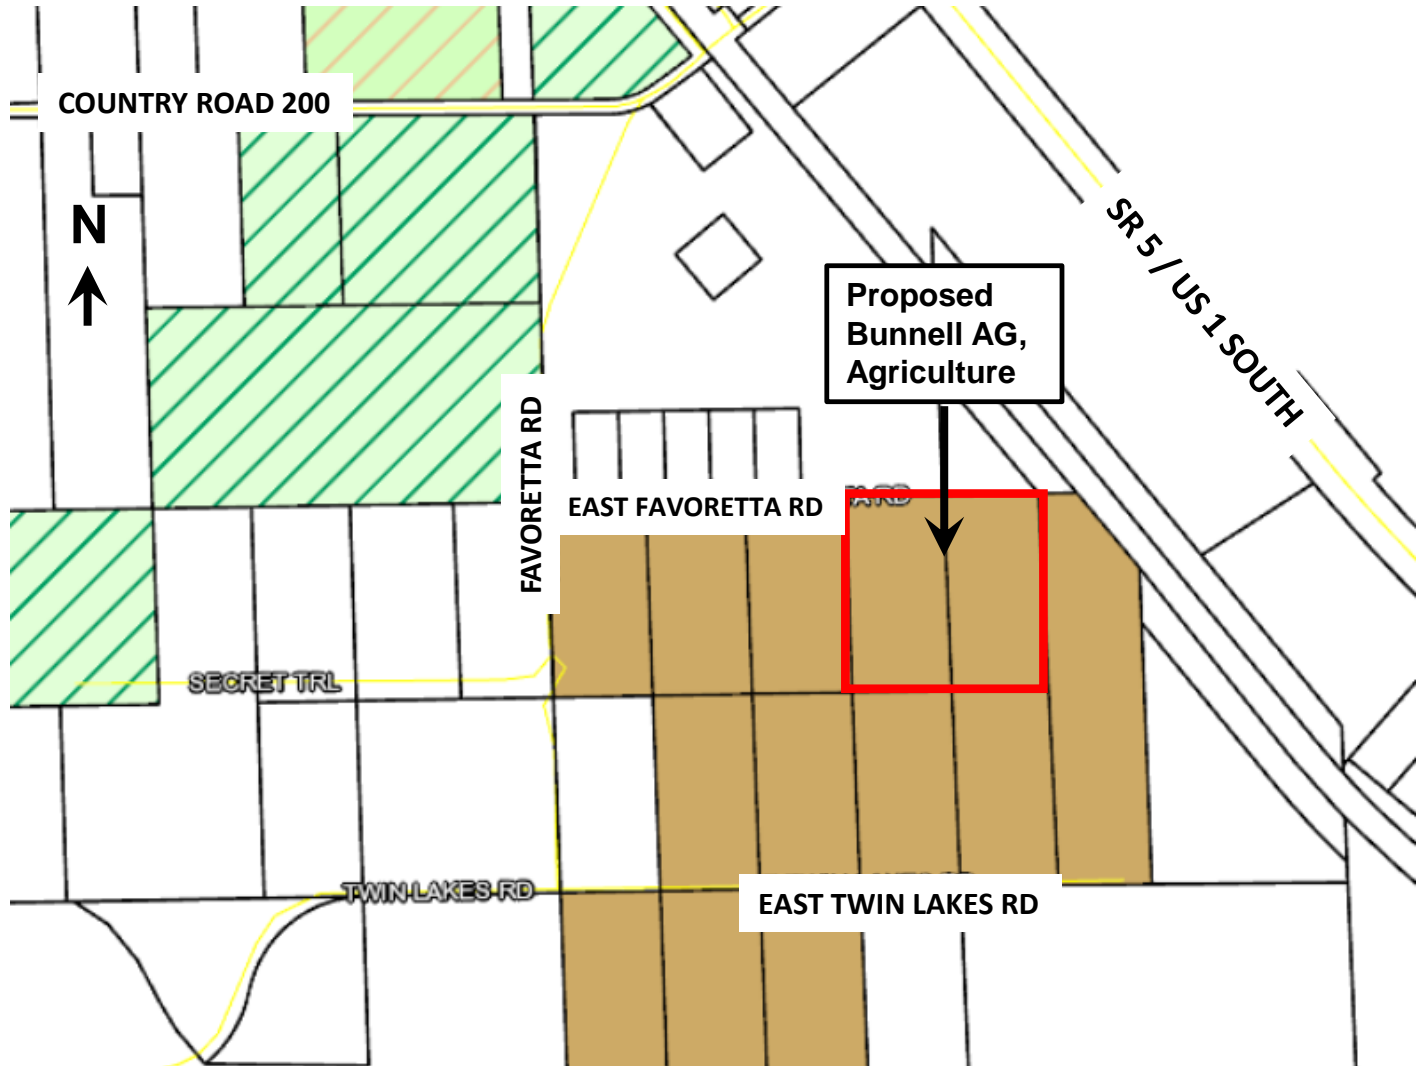 COUNTRY ROAD 200
N
SR 5 / US 1 SOUTH
Proposed
Bunnell AG,
Agriculture
FAVORETTA RD
EAST FAVORETTA RD
RD
SECRET TRL
TWIN LAKES RD
EAST TWIN LAKES RD